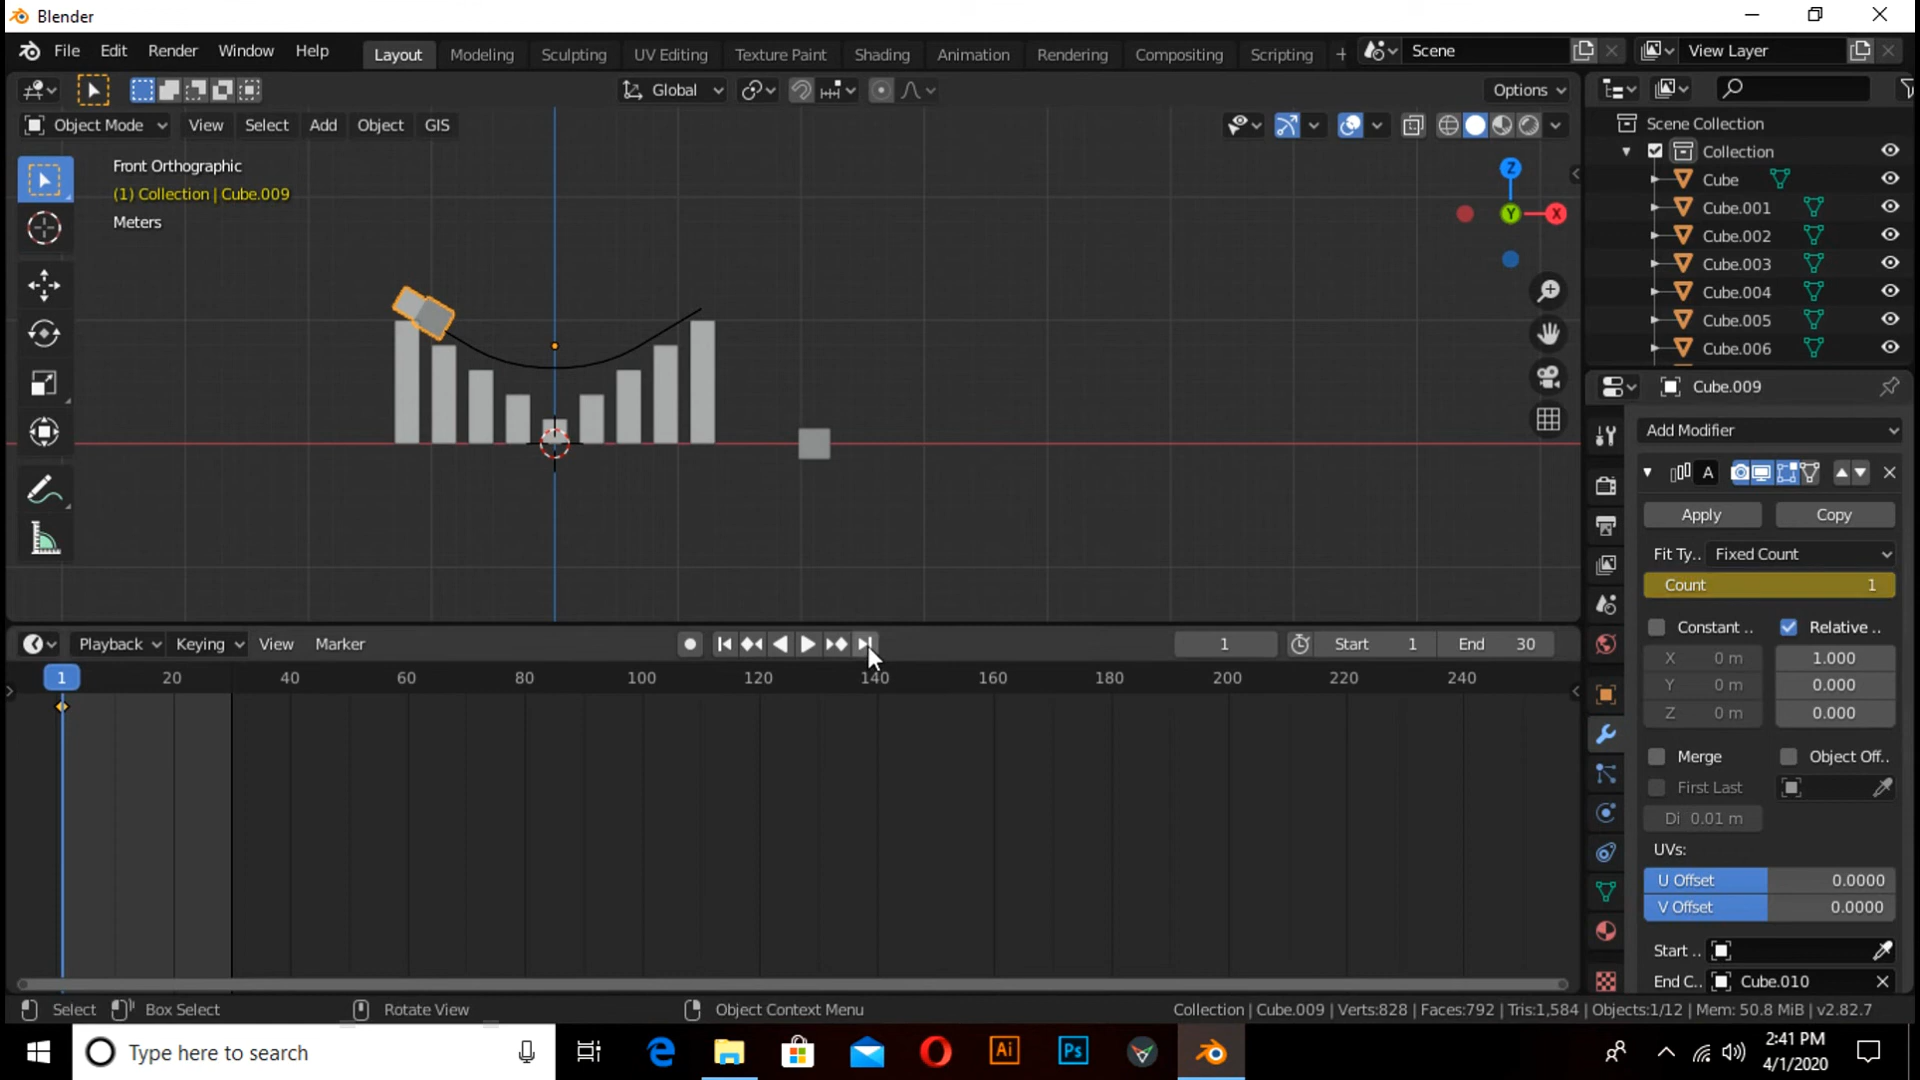 Blender
File Edit Render Window Help
Layout Modeling Sculpting UV Editing Texture Paint Shading Animation Rendering Compositing Scripting +
Scene
View Layer
Global
Options
Object Mode View Select Add Object GIS
Front Orthographic
(1) Collection | Cube.009
Meters
Z
Y
X
Scene Collection
Collection
Cube
Cube.001
Cube.002
Cube.003
Cube.004
Cube.005
Cube.006
Cube.009
Add Modifier
A
Apply Copy
Fit Ty.. Fixed Count
Count 1
Constant .. Relative ..
X 0 m 1.000
Y 0 m 0.000
Z 0 m 0.000
Merge Object Off..
First Last
Di 0.01 m
UVs:
U Offset 0.0000
V Offset 0.0000
Start ..
End C.. Cube.010
Playback Keying View Marker
1 Start 1 End 30
1 20 40 60 80 100 120 140 160 180 200 220 240
Select Box Select Rotate View Object Context Menu
Collection | Cube.009 | Verts:828 | Faces:792 | Tris:1,584 | Objects:1/12 | Mem: 50.8 MiB | v2.82.7
Type here to search
Ai
Ps
2:41 PM
4/1/2020